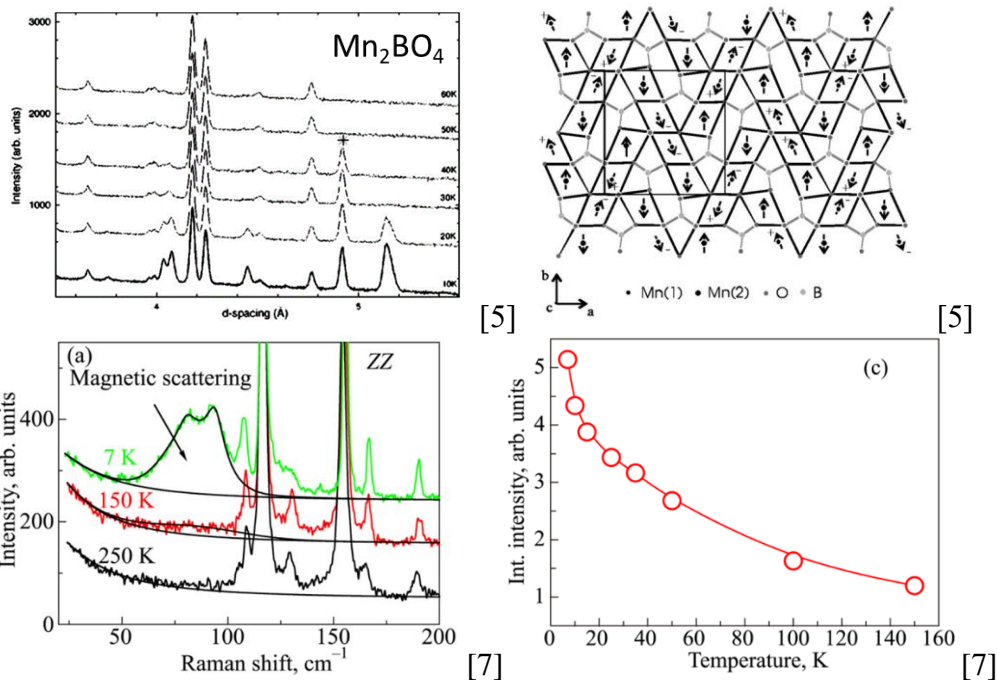 3000
2000
1000
Intensity (arb. units)
Mn₂BO₄
60K
50K
40K
30K
20K
10K
4
5
d-spacing (Å)
[5]
b
c
a
Mn(1)
Mn(2)
O
B
[5]
(a)
ZZ
Magnetic scattering
7 K
150 K
250 K
400
200
0
Intensity, arb. units
50
100
150
200
Raman shift, cm⁻¹
[7]
(c)
5
4
3
2
1
Int. intensity, arb. units
0
20
40
60
80
100
120
140
160
Temperature, K
[7]